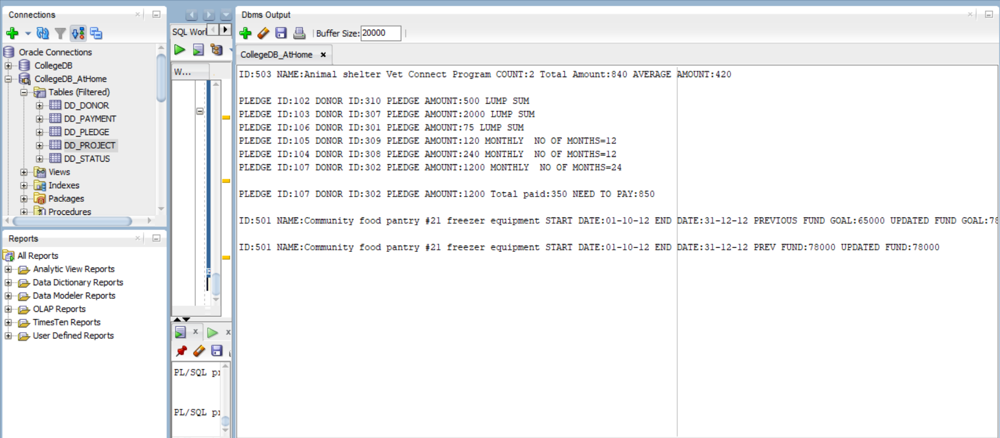 Connections
Oracle Connections
CollegeDB
CollegeDB_AtHome
Tables (Filtered)
DD_DONOR
DD_PAYMENT
DD_PLEDGE
DD_PROJECT
DD_STATUS
Views
Indexes
Packages
Procedures
Reports
All Reports
Analytic View Reports
Data Dictionary Reports
Data Modeler Reports
OLAP Reports
TimesTen Reports
User Defined Reports
SQL Wor
W...
PL/SQL pr
PL/SQL pr
Dbms Output
Buffer Size: 20000
CollegeDB_AtHome
ID:503 NAME:Animal shelter Vet Connect Program COUNT:2 Total Amount:840 AVERAGE AMOUNT:420
PLEDGE ID:102 DONOR ID:310 PLEDGE AMOUNT:500 LUMP SUM
PLEDGE ID:103 DONOR ID:307 PLEDGE AMOUNT:2000 LUMP SUM
PLEDGE ID:106 DONOR ID:301 PLEDGE AMOUNT:75 LUMP SUM
PLEDGE ID:105 DONOR ID:309 PLEDGE AMOUNT:120 MONTHLY  NO OF MONTHS=12
PLEDGE ID:104 DONOR ID:308 PLEDGE AMOUNT:240 MONTHLY  NO OF MONTHS=12
PLEDGE ID:107 DONOR ID:302 PLEDGE AMOUNT:1200 MONTHLY  NO OF MONTHS=24
PLEDGE ID:107 DONOR ID:302 PLEDGE AMOUNT:1200 Total paid:350 NEED TO PAY:850
ID:501 NAME:Community food pantry #21 freezer equipment START DATE:01-10-12 END DATE:31-12-12 PREVIOUS FUND GOAL:65000 UPDATED FUND GOAL:78
ID:501 NAME:Community food pantry #21 freezer equipment START DATE:01-10-12 END DATE:31-12-12 PREV FUND:78000 UPDATED FUND:78000